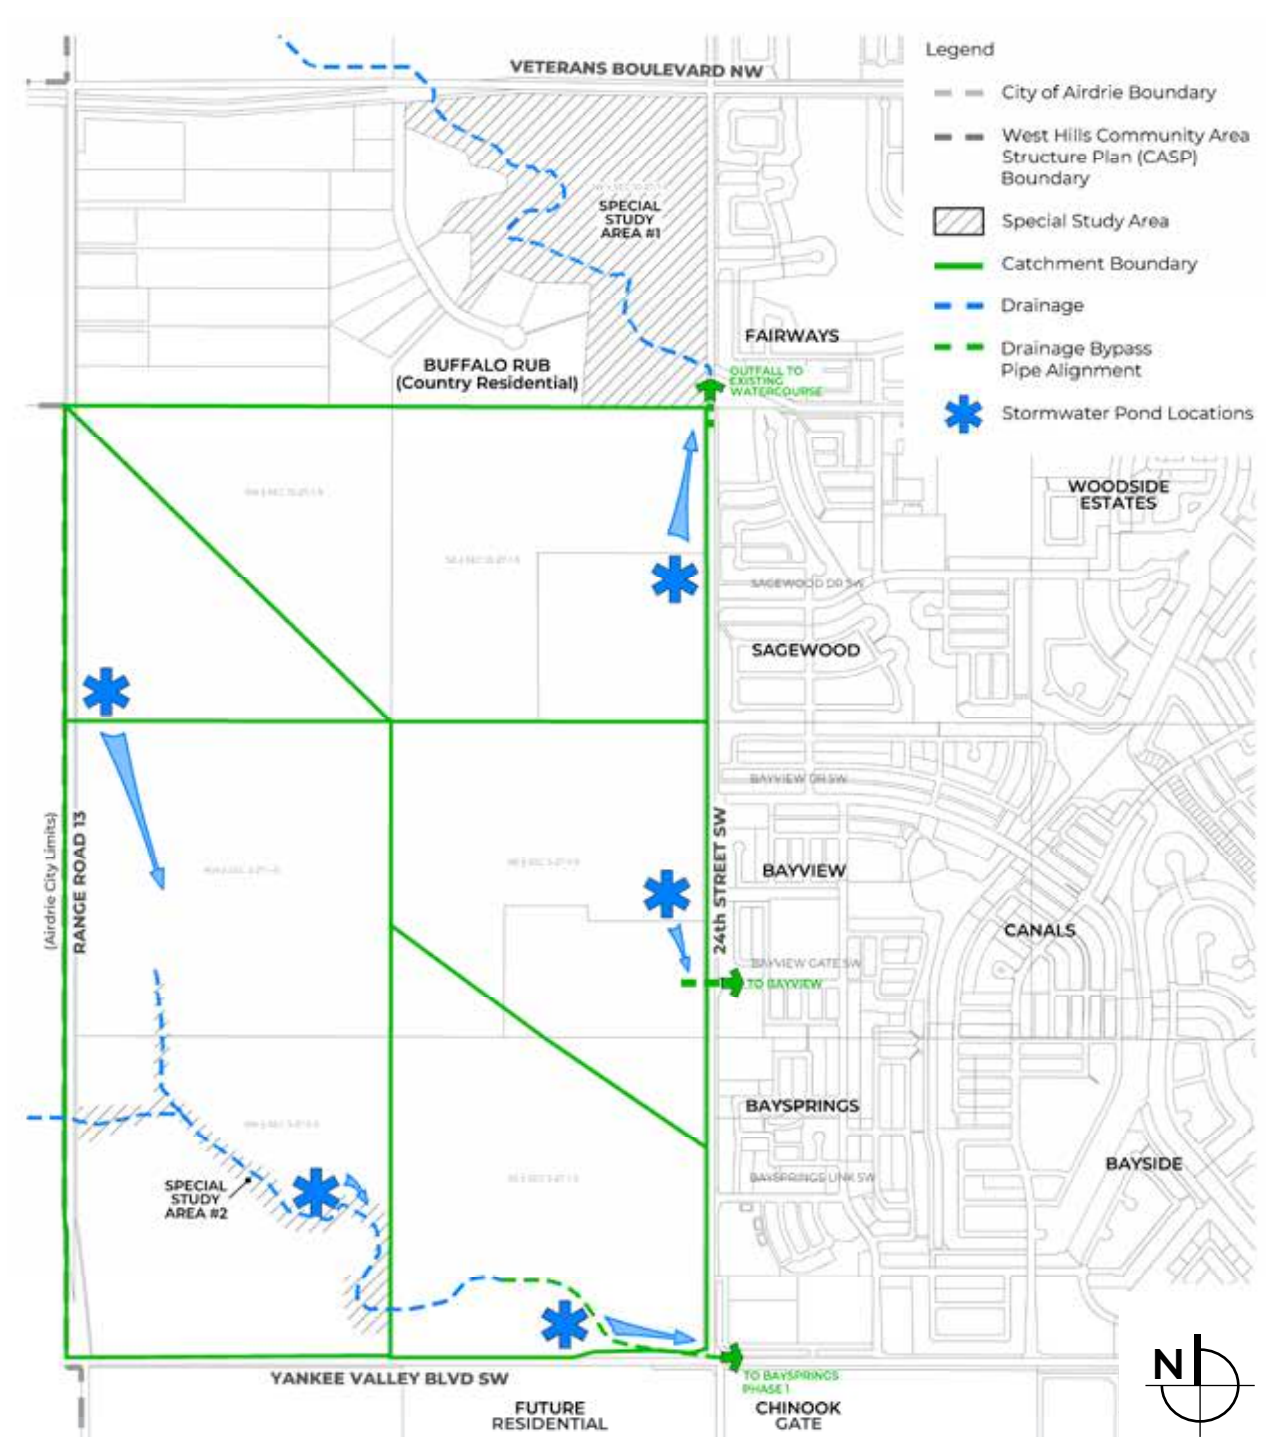 VETERANS BOULEVARD NW
Legend
City of Airdrie Boundary
West Hills Community Area
Structure Plan (CASP)
Boundary
Special Study Area
Catchment Boundary
Drainage
Drainage Bypass
Pipe Alignment
Stormwater Pond Locations
SPECIAL
STUDY
AREA #1
FAIRWAYS
BUFFALO RUB
(Country Residential)
OUTFALL TO
EXISTING
WATERCOURSE
WOODSIDE
ESTATES
SAGEWOOD DR SW
SAGEWOOD
BAYVIEW DR SW
(Airdrie City Limits)
RANGE ROAD 13
24th STREET SW
BAYVIEW
CANALS
BAYVIEW GATE SW
TO BAYVIEW
BAYSPRINGS
BAYSIDE
BAYSPRINGS LINK SW
SPECIAL
STUDY
AREA #2
YANKEE VALLEY BLVD SW
TO BAYSPRINGS
PHASE 1
FUTURE
RESIDENTIAL
CHINOOK
GATE
N